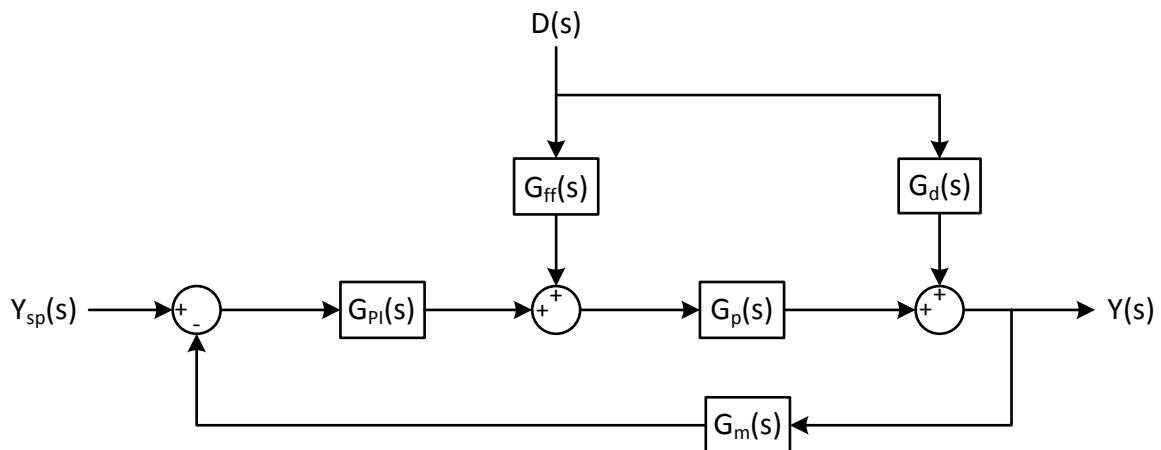 D(s)
G_ff(s)
G_d(s)
+
+
Y_sp(s)
+
-
G_PI(s)
+
G_p(s)
+
Y(s)
G_m(s)